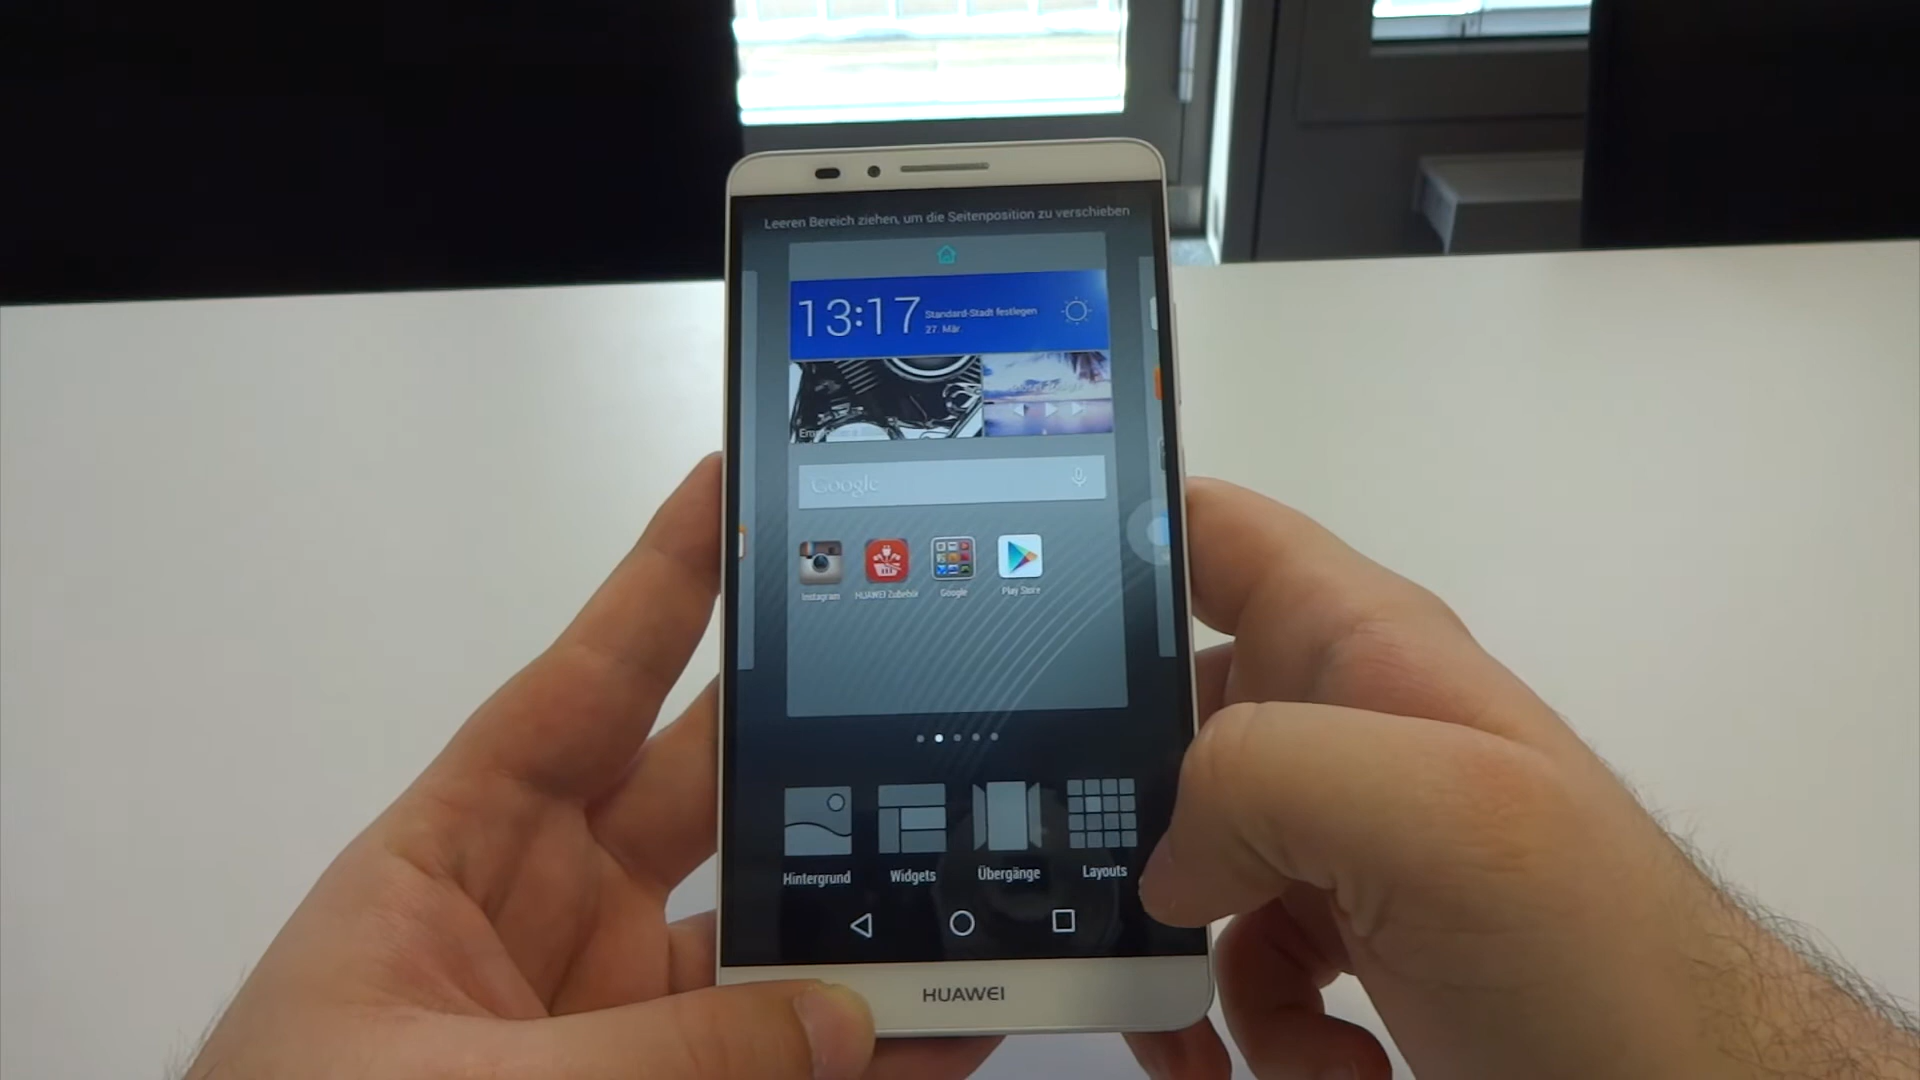 Leeren Bereich ziehen, um die Seitenposition zu verschieben
13:17
Standard-Stadt festlegen
27. Mär.
Google
Instagram
HUAWEI Zubehör
Google
Play Store
Hintergrund
Widgets
Übergänge
Layouts
HUAWEI